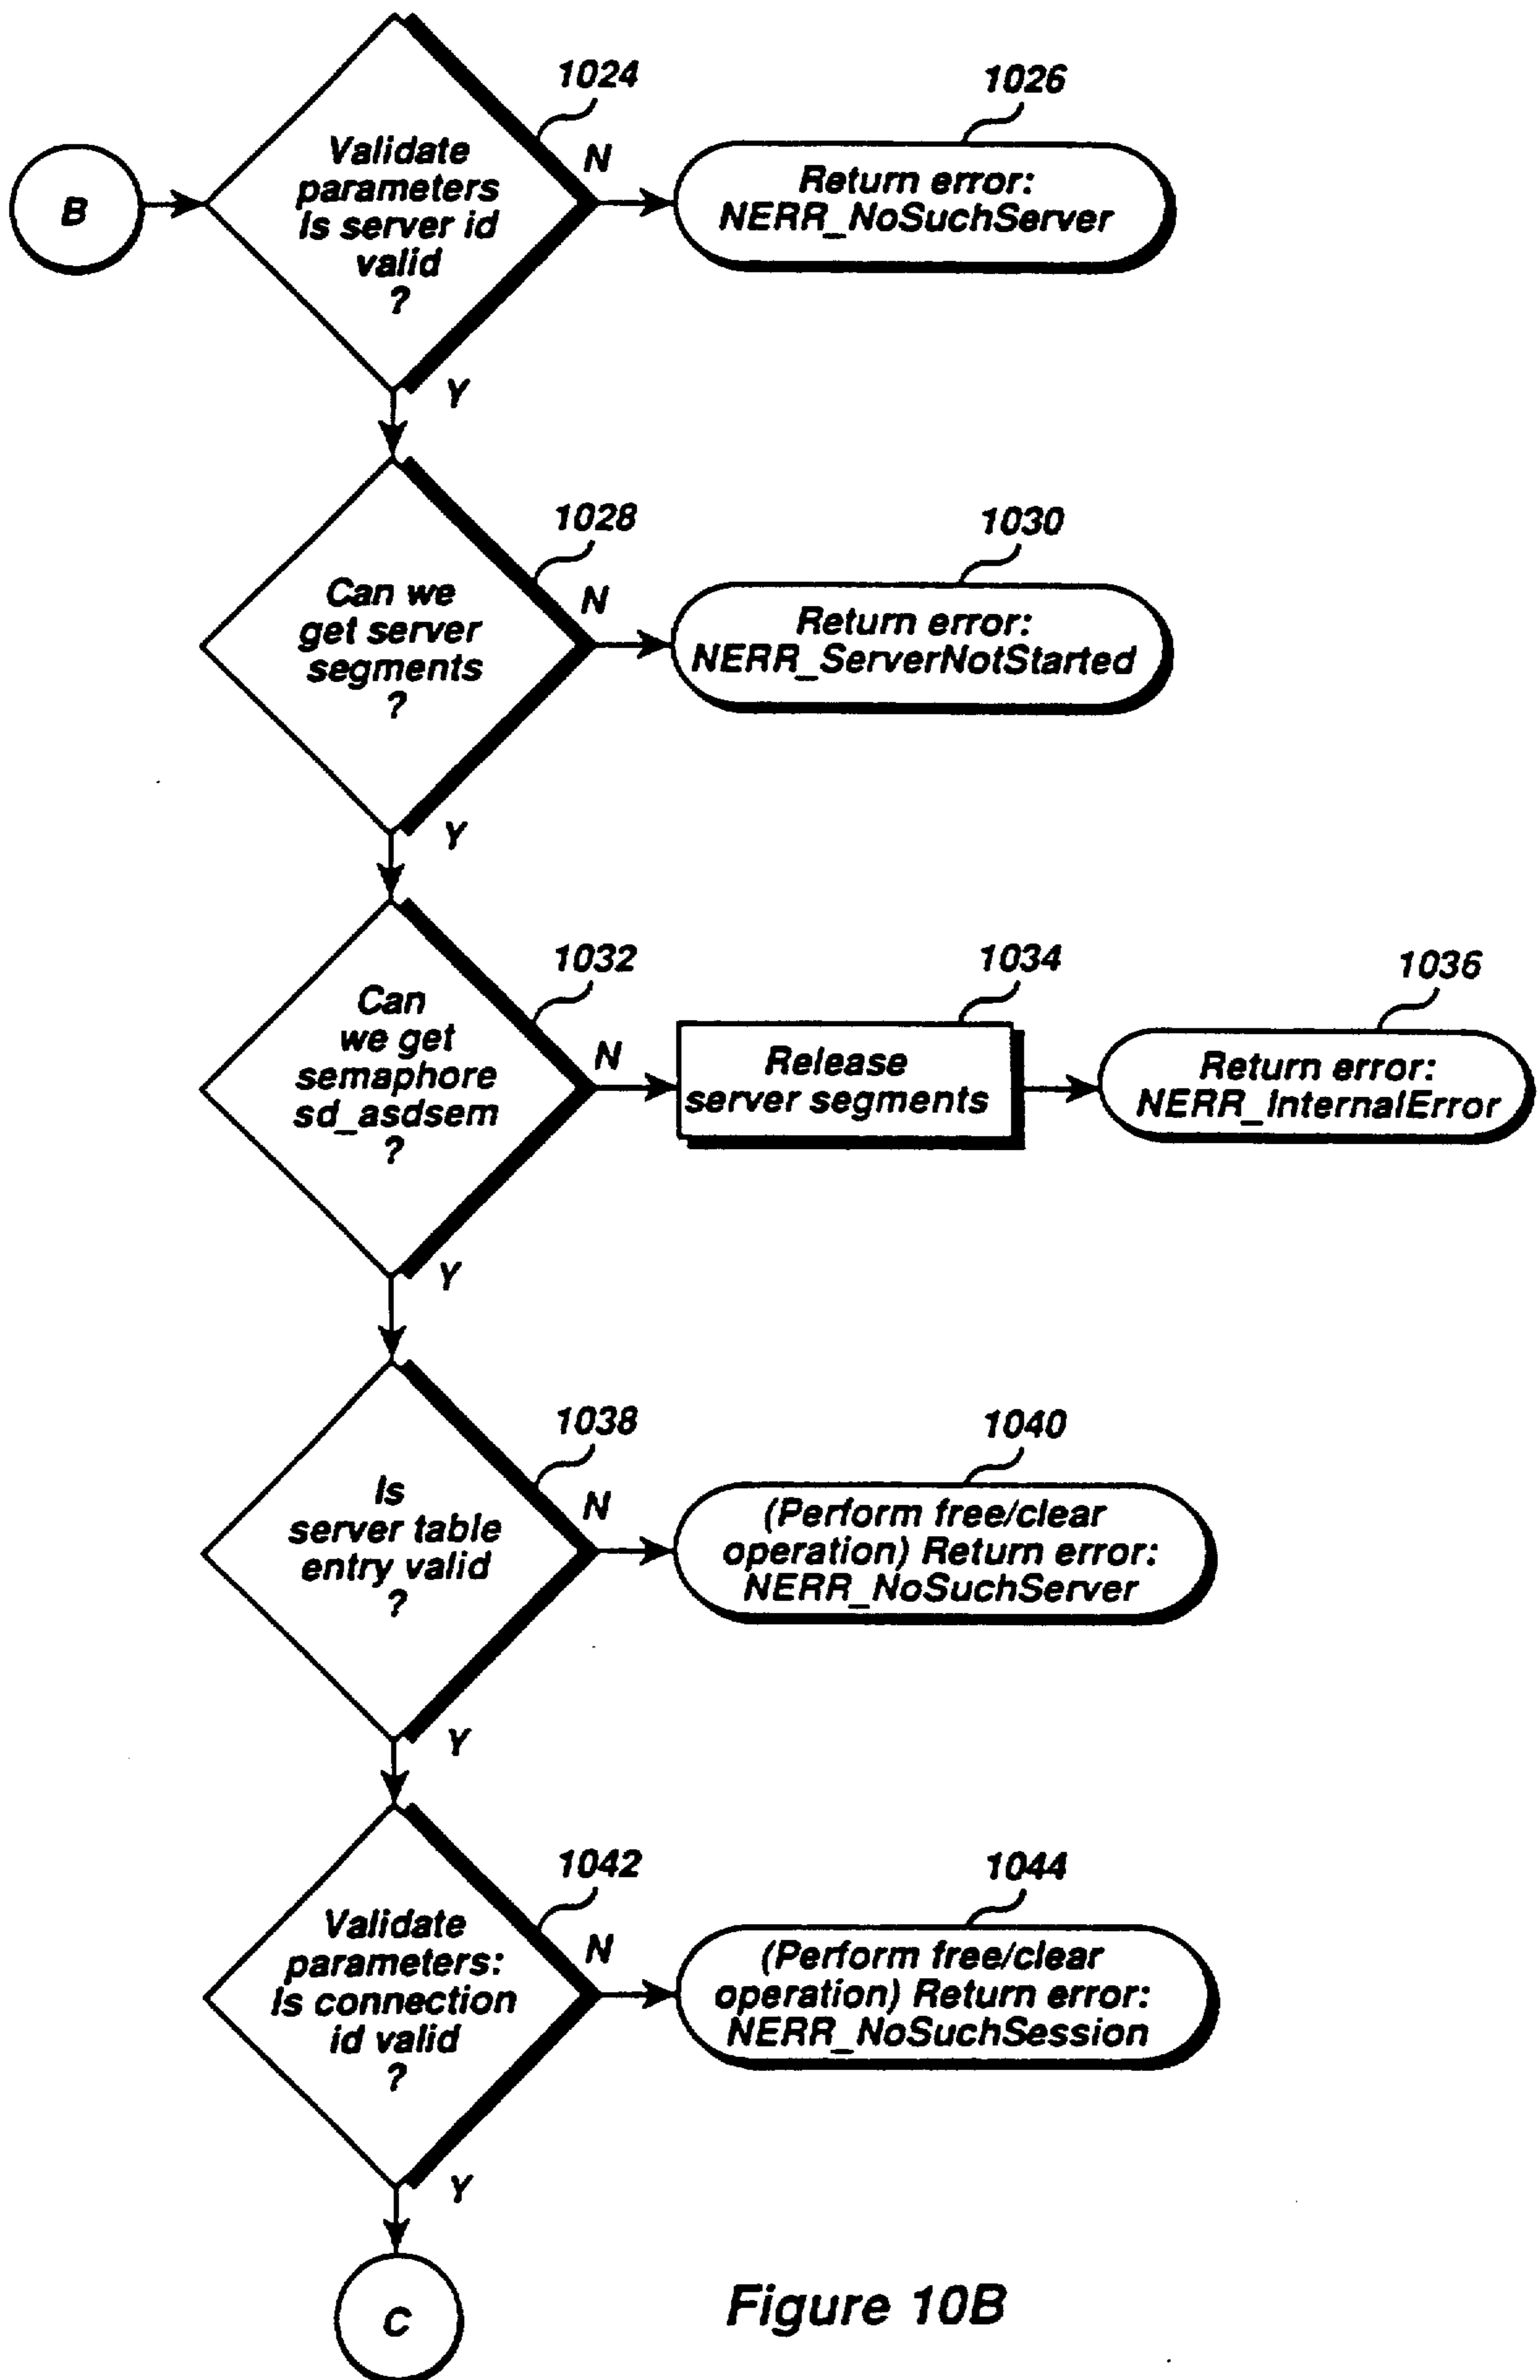 1024
1026
B
Validate
parameters
Is server id
valid
?
N
Return error:
NERR_NoSuchServer
Y
1028
1030
Can we
get server
segments
?
N
Return error:
NERR_ServerNotStarted
Y
1032
1034
1036
Can
we get
semaphore
sd_asdsem
?
N
Release
server segments
Return error:
NERR_InternalError
Y
1038
1040
Is
server table
entry valid
?
N
(Perform free/clear
operation) Return error:
NERR_NoSuchServer
Y
1042
1044
Validate
parameters:
Is connection
id valid
?
N
(Perform free/clear
operation) Return error:
NERR_NoSuchSession
Y
C
Figure 10B